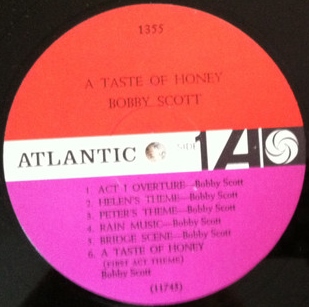 1355
A TASTE OF HONEY
BOBBY SCOTT
ATLANTIC SIDE 1 A
1. ACT I OVERTURE—Bobby Scott
2. HELEN'S THEME—Bobby Scott
3. PETER'S THEME—Bobby Scott
4. RAIN MUSIC—Bobby Scott
5. BRIDGE SCENE—Bobby Scott
6. A TASTE OF HONEY
(FIRST ACT THEME)
Bobby Scott
(11745)